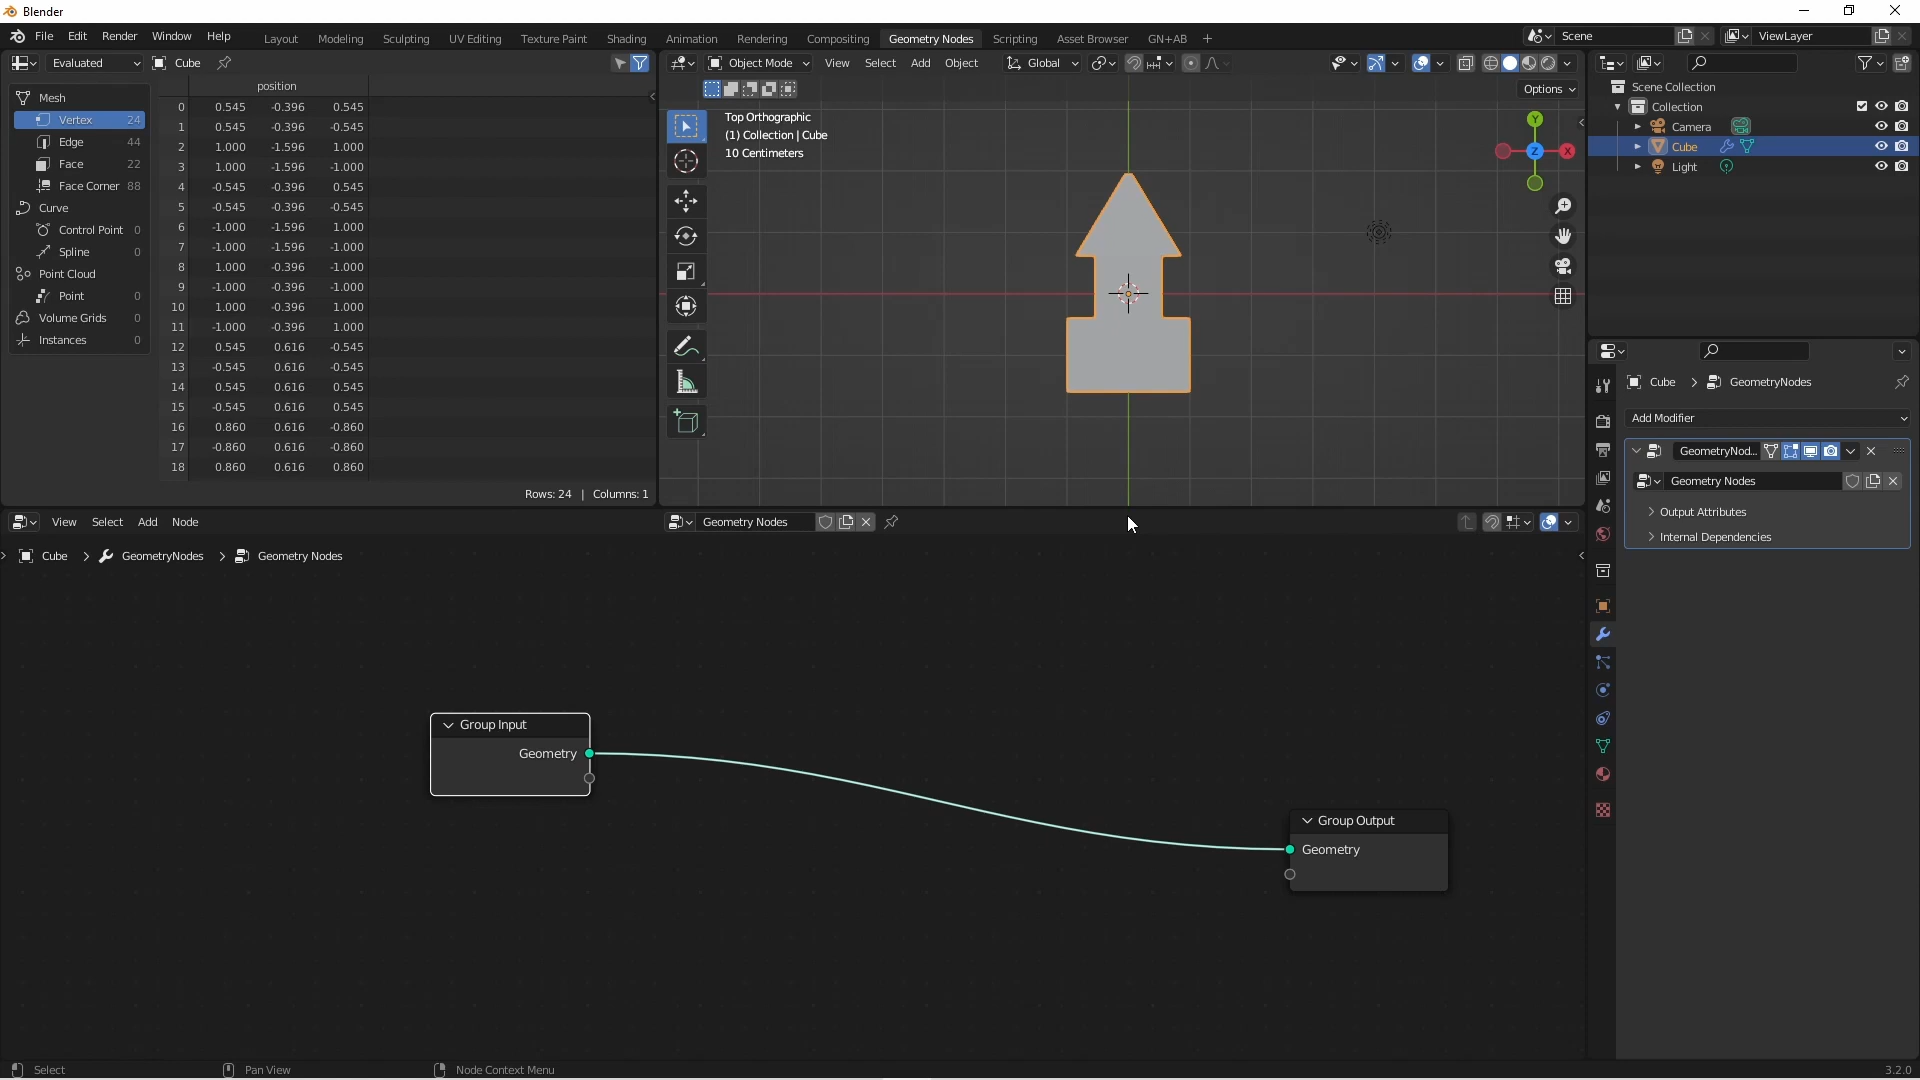 Blender
File Edit Render Window Help Layout Modeling Sculpting UV Editing Texture Paint Shading Animation Rendering Compositing Geometry Nodes Scripting Asset Browser GN+AB + Scene ViewLayer
Evaluated Cube
Object Mode View Select Add Object Global
Options
Mesh
Vertex 24
Edge 44
Face 22
Face Corner 88
Curve
Control Point 0
Spline 0
Point Cloud
Point 0
Volume Grids 0
Instances 0
position
0 0.545 -0.396 0.545
1 0.545 -0.396 -0.545
2 1.000 -1.596 1.000
3 1.000 -1.596 -1.000
4 -0.545 -0.396 0.545
5 -0.545 -0.396 -0.545
6 -1.000 -1.596 1.000
7 -1.000 -1.596 -1.000
8 1.000 -0.396 -1.000
9 -1.000 -0.396 -1.000
10 1.000 -0.396 1.000
11 -1.000 -0.396 1.000
12 0.545 0.616 -0.545
13 -0.545 0.616 -0.545
14 0.545 0.616 0.545
15 -0.545 0.616 0.545
16 0.860 0.616 -0.860
17 -0.860 0.616 -0.860
18 0.860 0.616 0.860
Rows: 24 | Columns: 1
Top Orthographic
(1) Collection | Cube
10 Centimeters
Y
Z
X
Scene Collection
Collection
Camera
Cube
Light
Cube GeometryNodes
Add Modifier
GeometryNod...
Geometry Nodes
Output Attributes
Internal Dependencies
View Select Add Node Geometry Nodes
Cube GeometryNodes Geometry Nodes
Group Input
Geometry
Group Output
Geometry
Select Pan View Node Context Menu 3.2.0